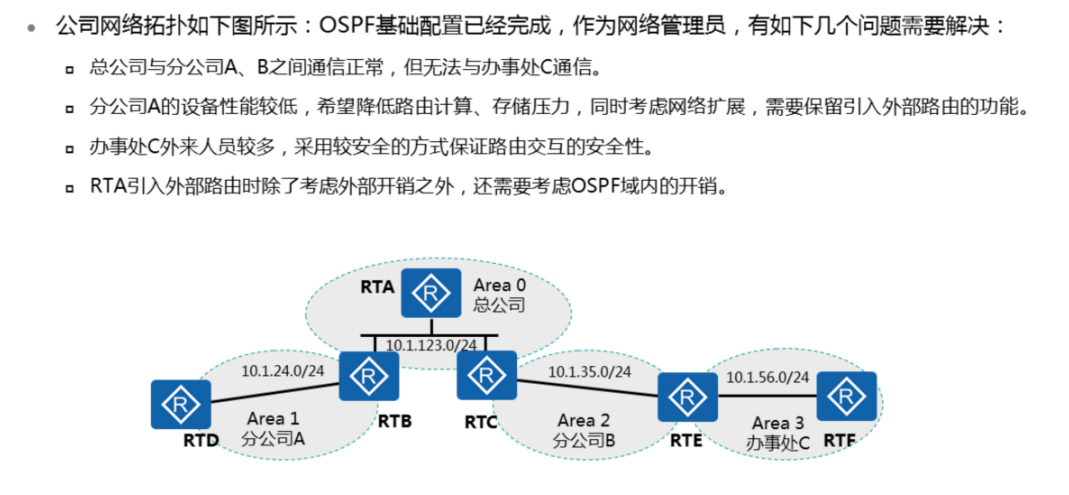 公司网络拓扑如下图所示：OSPF基础配置已经完成，作为网络管理员，有如下几个问题需要解决：
总公司与分公司A、B之间通信正常，但无法与办事处C通信。
分公司A的设备性能较低，希望降低路由计算、存储压力，同时考虑网络扩展，需要保留引入外部路由的功能。
办事处C外来人员较多，采用较安全的方式保证路由交互的安全性。
RTA引入外部路由时除了考虑外部开销之外，还需要考虑OSPF域内的开销。
RTA
R
Area 0
总公司
10.1.123.0/24
10.1.24.0/24
R
R
10.1.35.0/24
10.1.56.0/24
R
R
R
RTD
Area 1
分公司A
RTB
RTC
Area 2
分公司B
RTE
Area 3
办事处C
RTF